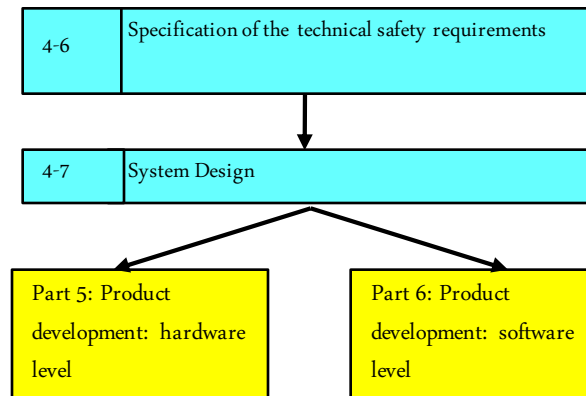 4-6
Specification of the technical safety requirements
4-7
System Design
Part 5: Product
development: hardware
level
Part 6: Product
development: software
level